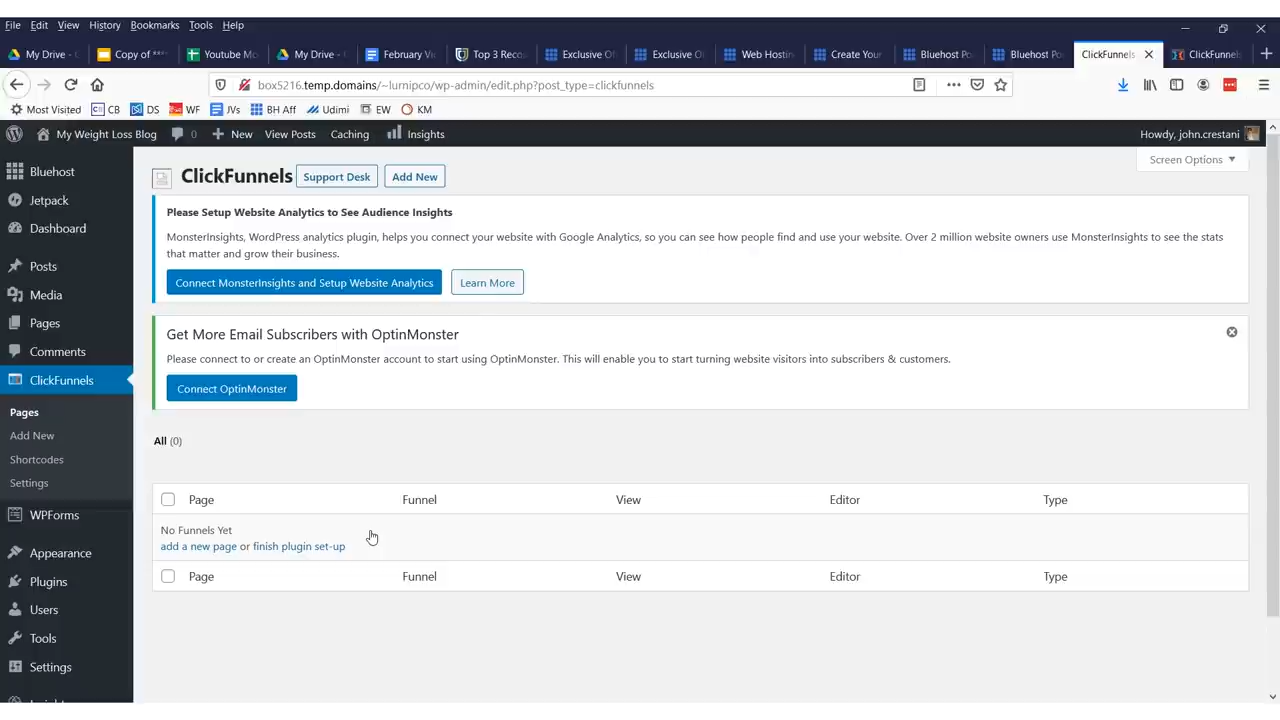 File Edit View History Bookmarks Tools Help
My Drive - Copy of *** Youtube Mo My Drive - February Vi Top 3 Reco Exclusive Of Exclusive O Web Hostin Create Your Bluehost Po Bluehost Po ClickFunnels ClickFunnels
box5216.temp.domains/~lurnipco/wp-admin/edit.php?post_type=clickfunnels
Most Visited CB DS WF JVs BH Aff Udimi EW KM
My Weight Loss Blog 0 New View Posts Caching Insights Howdy, john.crestani
Screen Options
Bluehost
Jetpack
Dashboard
Posts
Media
Pages
Comments
ClickFunnels
Pages
Add New
Shortcodes
Settings
WPForms
Appearance
Plugins
Users
Tools
Settings
ClickFunnels Support Desk Add New
Please Setup Website Analytics to See Audience Insights
MonsterInsights, WordPress analytics plugin, helps you connect your website with Google Analytics, so you can see how people find and use your website. Over 2 million website owners use MonsterInsights to see the stats
that matter and grow their business.
Connect MonsterInsights and Setup Website Analytics Learn More
Get More Email Subscribers with OptinMonster
Please connect to or create an OptinMonster account to start using OptinMonster. This will enable you to start turning website visitors into subscribers & customers.
Connect OptinMonster
All (0)
Page Funnel View Editor Type
No Funnels Yet
add a new page or finish plugin set-up
Page Funnel View Editor Type